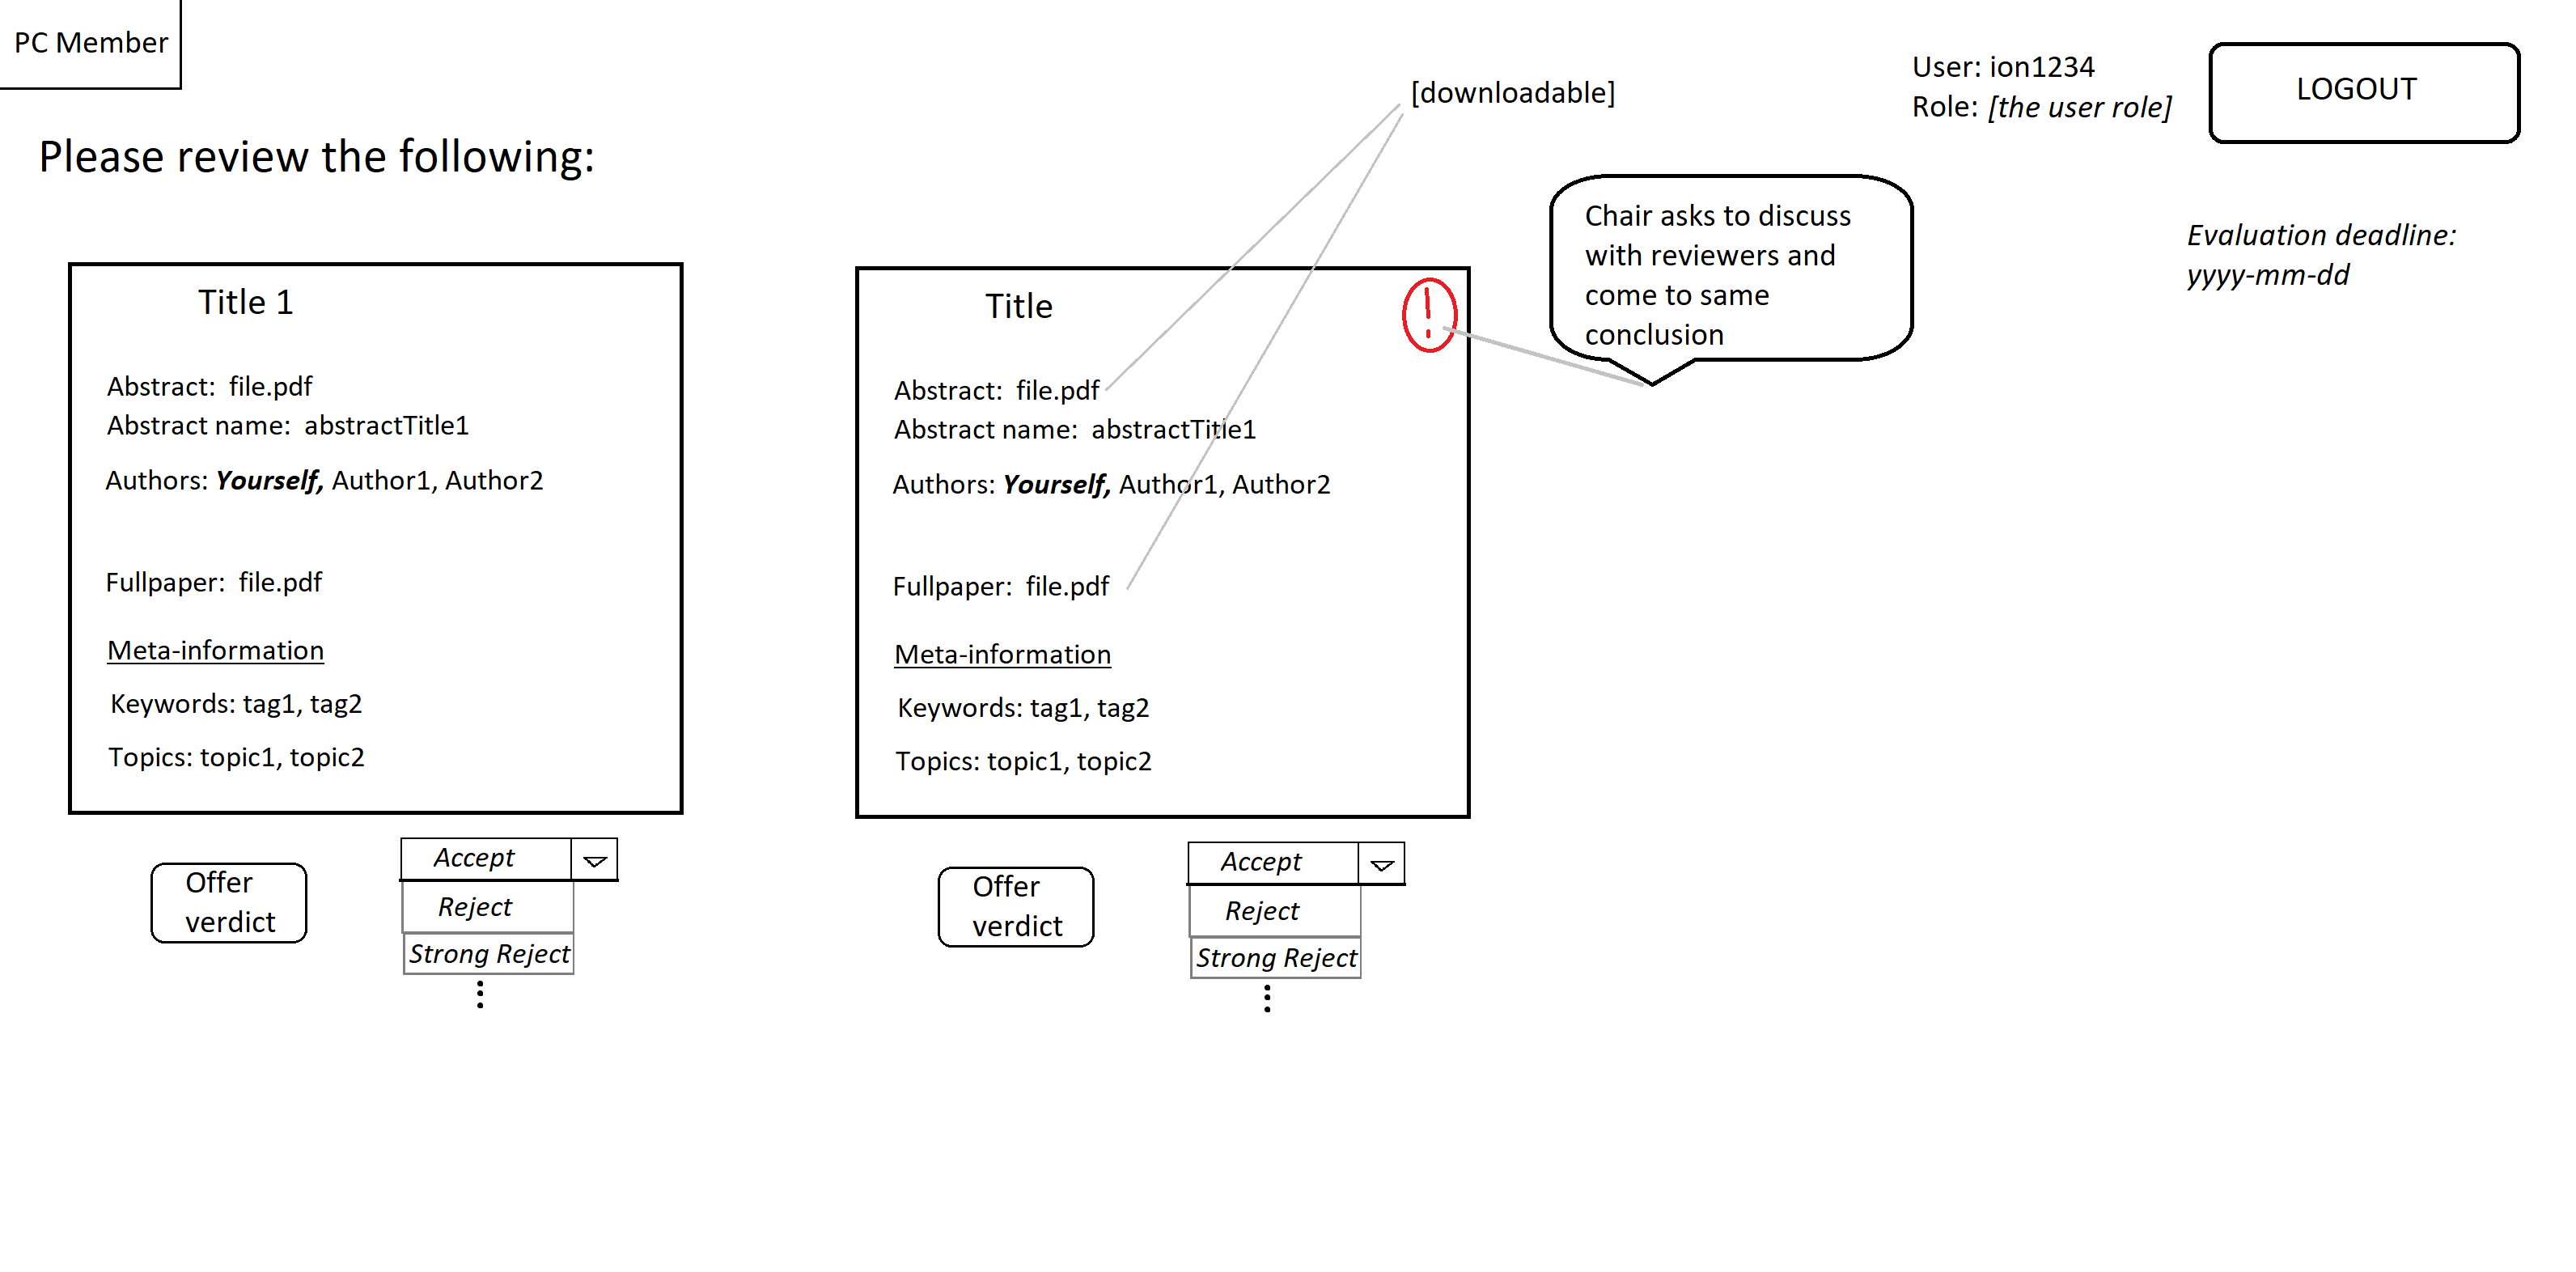 PC Member
User: ion1234
Role: [the user role]
LOGOUT
[downloadable]
Please review the following:
Evaluation deadline:
yyyy-mm-dd
Title 1
Abstract: file.pdf
Abstract name: abstractTitle1
Authors: Yourself, Author1, Author2
Fullpaper: file.pdf
Meta-information
Keywords: tag1, tag2
Topics: topic1, topic2
Offer
verdict
Accept
Reject
Strong Reject
Title
!
Abstract: file.pdf
Abstract name: abstractTitle1
Authors: Yourself, Author1, Author2
Fullpaper: file.pdf
Meta-information
Keywords: tag1, tag2
Topics: topic1, topic2
Offer
verdict
Accept
Reject
Strong Reject
Chair asks to discuss
with reviewers and
come to same
conclusion